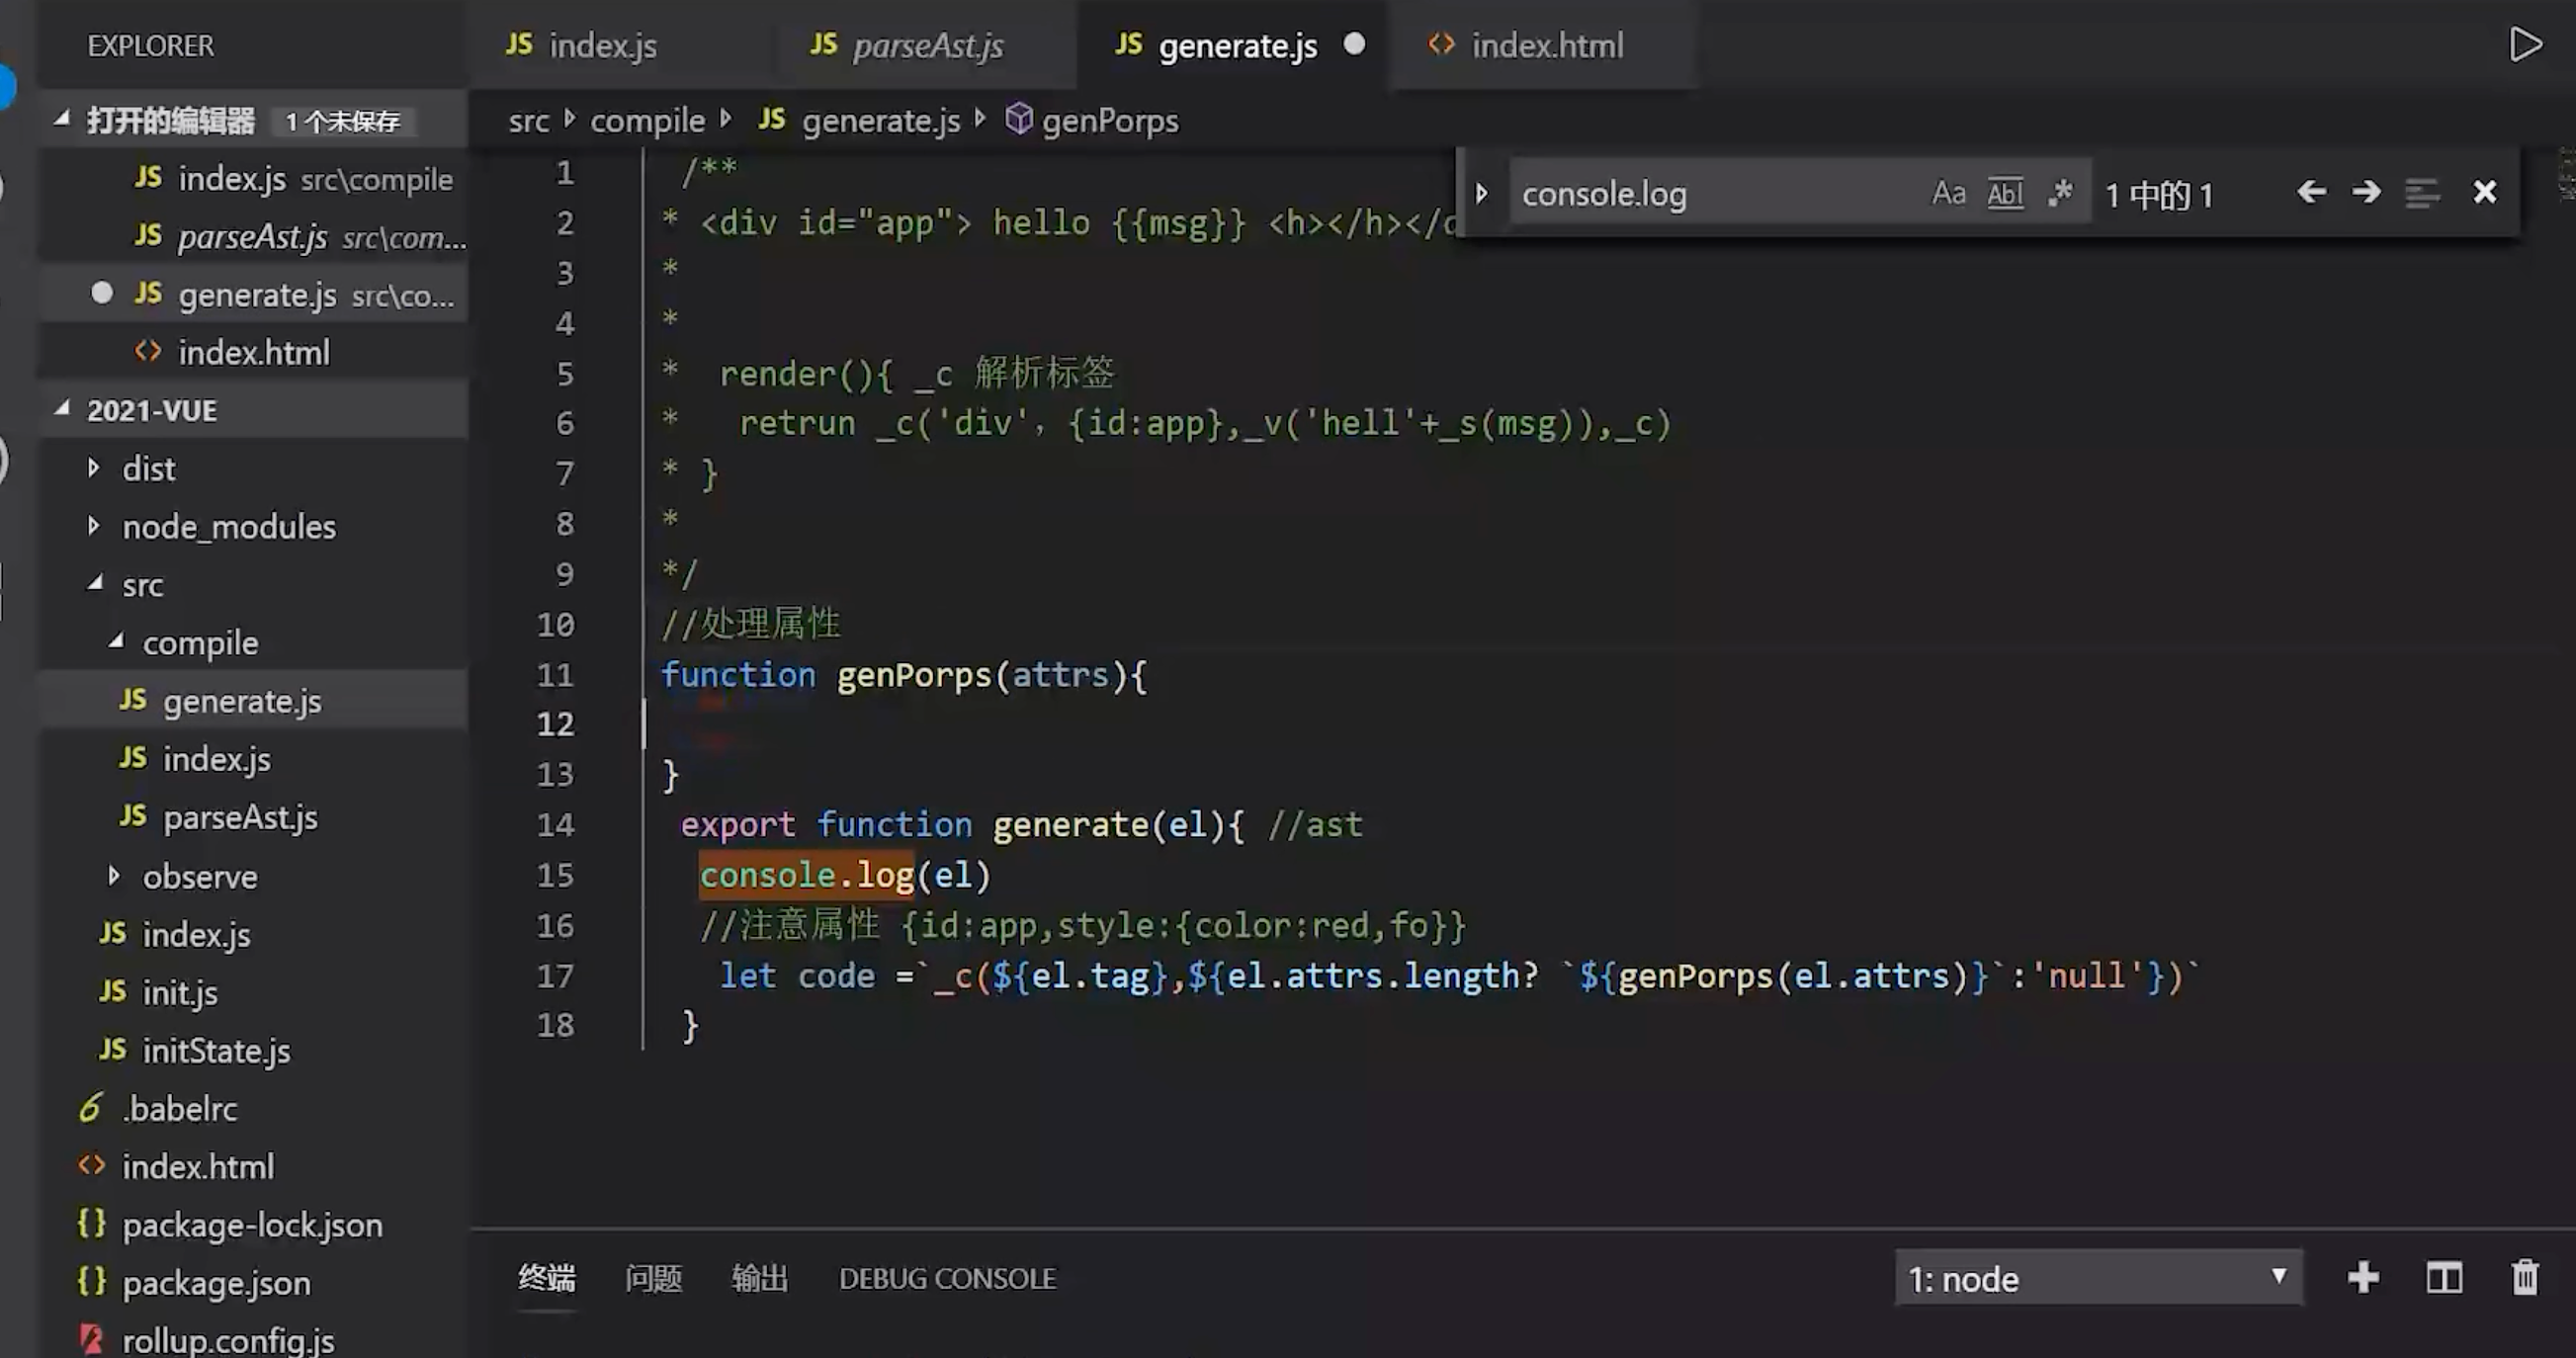 EXPLORER
打开的编辑器 1 个未保存
JS index.js src\compile
JS parseAst.js src\com...
JS generate.js src\co...
<> index.html
2021-VUE
dist
node_modules
src
compile
JS generate.js
JS index.js
JS parseAst.js
observe
JS index.js
JS init.js
JS initState.js
.babelrc
<> index.html
{} package-lock.json
{} package.json
rollup.config.js
JS index.js
JS parseAst.js
JS generate.js
<> index.html
src compile JS generate.js genPorps
console.log Aa Abl .* 1 中的 1
1 /**
2 * <div id="app"> hello {{msg}} <h></h></
3 *
4 *
5 * render(){ _c 解析标签
6 * retrun _c('div', {id:app},_v('hell'+_s(msg)),_c)
7 * }
8 *
9 */
10 //处理属性
11 function genPorps(attrs){
12
13 }
14 export function generate(el){ //ast
15 console.log(el)
16 //注意属性 {id:app,style:{color:red,fo}}
17 let code =`_c(${el.tag},${el.attrs.length? `${genPorps(el.attrs)}`:'null'})`
18 }
终端 问题 输出 DEBUG CONSOLE 1: node